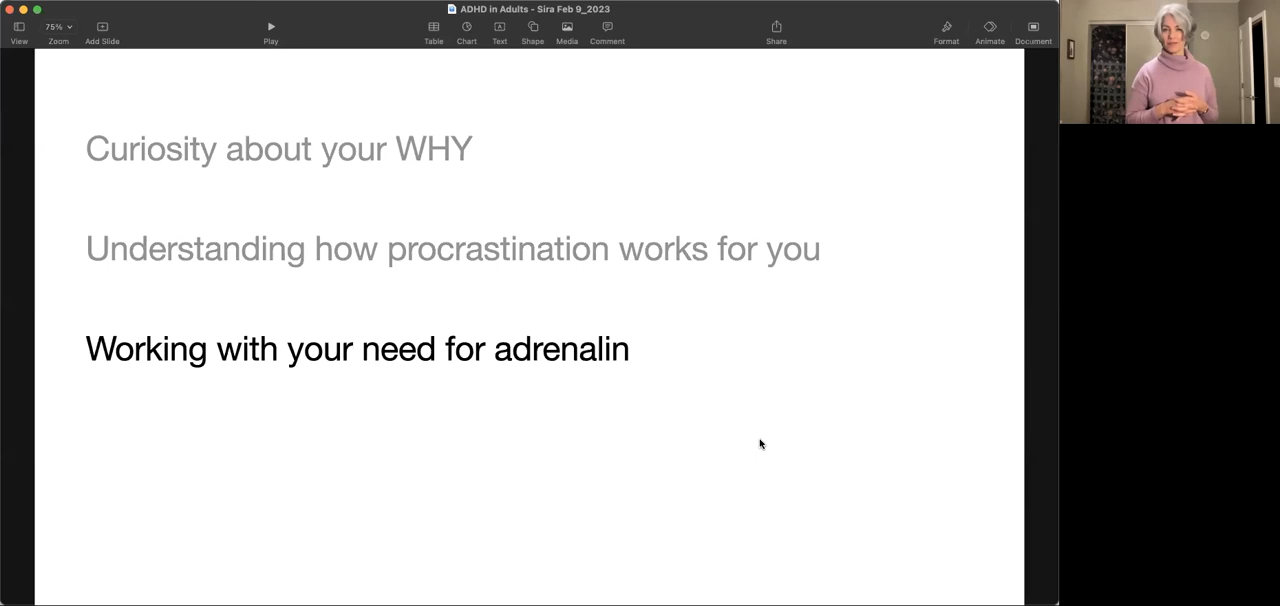 ADHD in Adults - Sira Feb 9_2023
75%
View
Zoom
Add Slide
Play
Table
Chart
Text
Shape
Media
Comment
Share
Format
Animate
Document
Curiosity about your WHY
Understanding how procrastination works for you
Working with your need for adrenalin